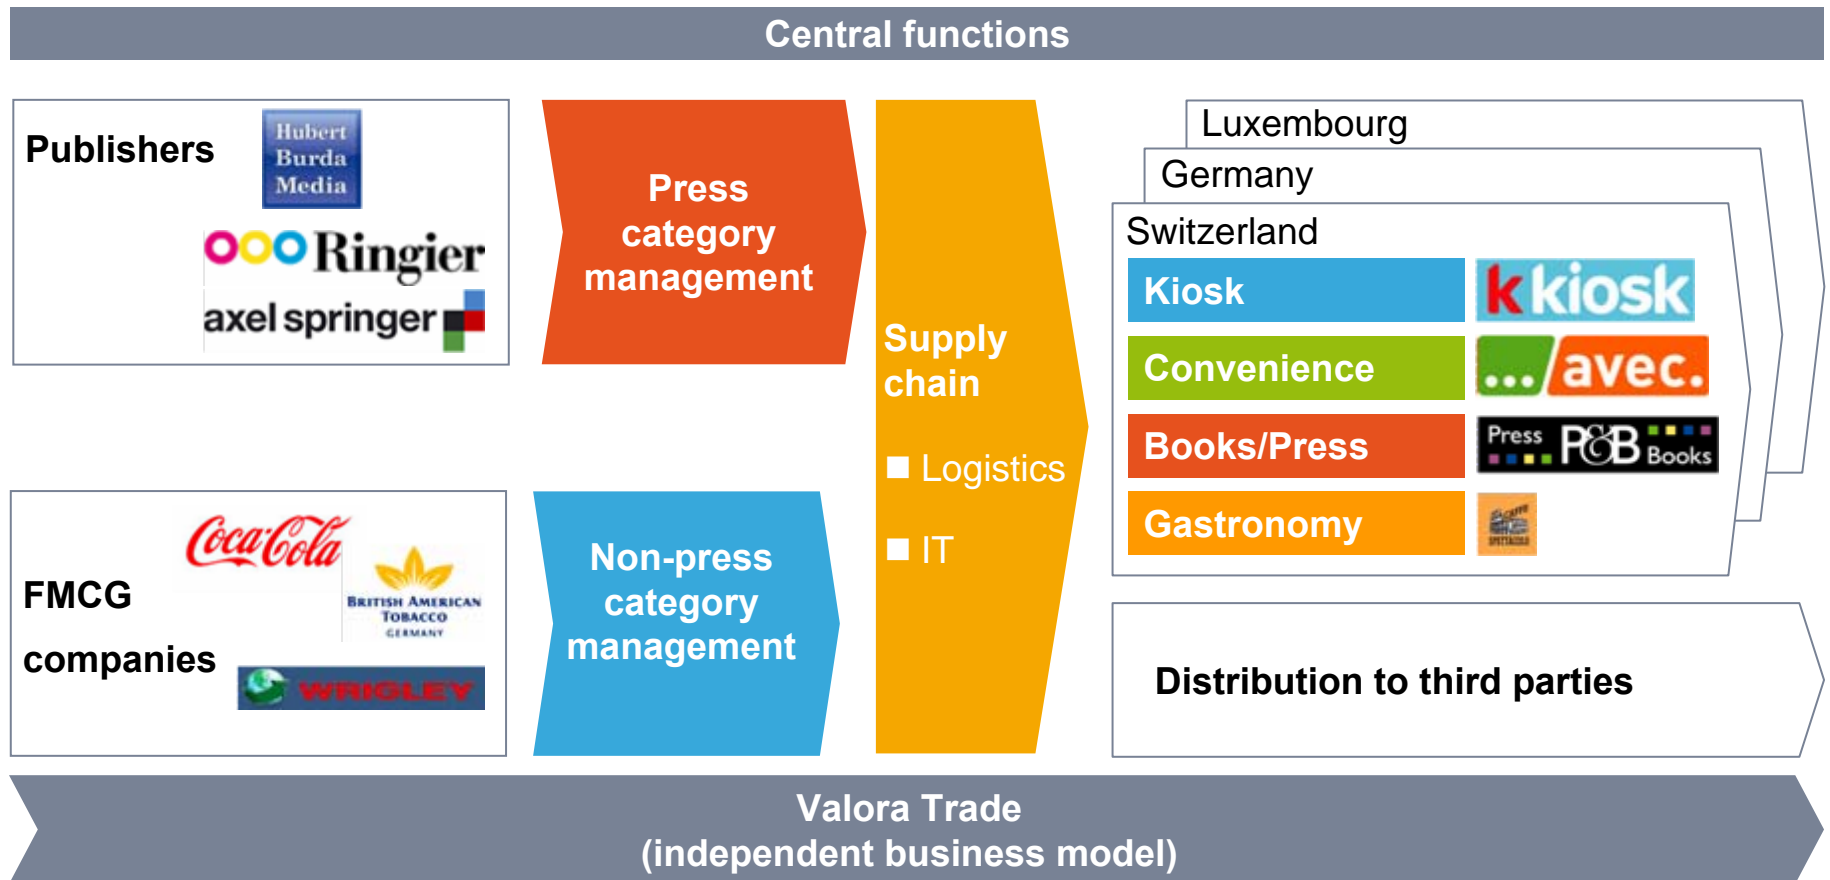 Central functions
Publishers
Hubert
Burda
Media
Ringier
axel springer
Press
category
management
FMCG
companies
Coca-Cola
BRITISH AMERICAN
TOBACCO
GERMANY
WRIGLEY
Non-press
category
management
Supply
chain
Logistics
IT
Luxembourg
Germany
Switzerland
Kiosk
k kiosk
Convenience
.../avec.
Books/Press
Press P&B Books
Gastronomy
CAFFÈ
SPETTACOLO
Distribution to third parties
Valora Trade
(independent business model)